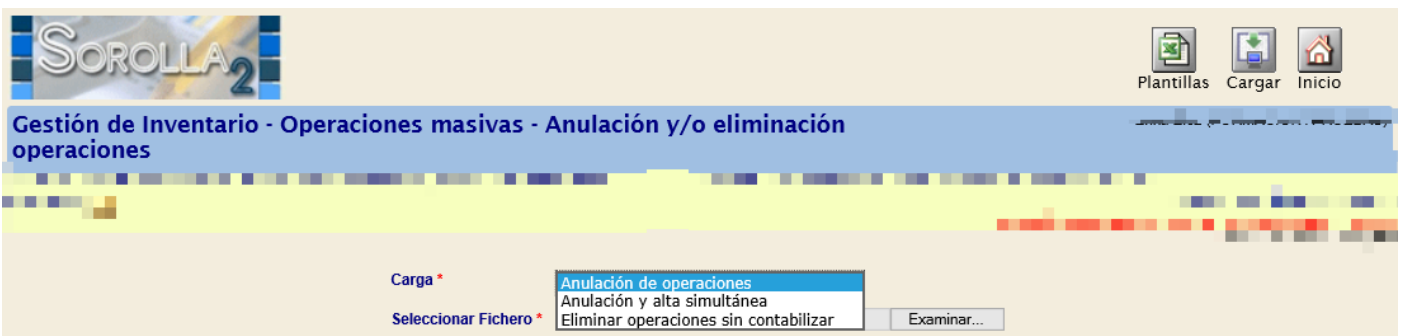 SOROLLA2
Plantillas Cargar Inicio
Gestión de Inventario - Operaciones masivas - Anulación y/o eliminación
operaciones
Carga *
Anulación de operaciones
Anulación y alta simultánea
Seleccionar Fichero * Eliminar operaciones sin contabilizar Examinar...